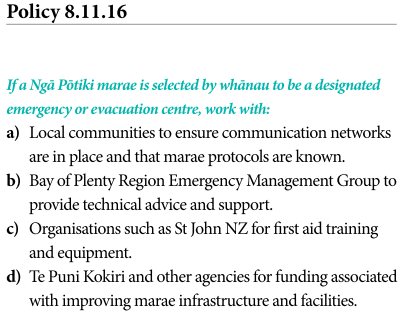 Policy 8.11.16
If a Ngā Pōtiki marae is selected by whānau to be a designated
emergency or evacuation centre, work with:
a) Local communities to ensure communication networks
are in place and that marae protocols are known.
b) Bay of Plenty Region Emergency Management Group to
provide technical advice and support.
c) Organisations such as St John NZ for first aid training
and equipment.
d) Te Puni Kokiri and other agencies for funding associated
with improving marae infrastructure and facilities.